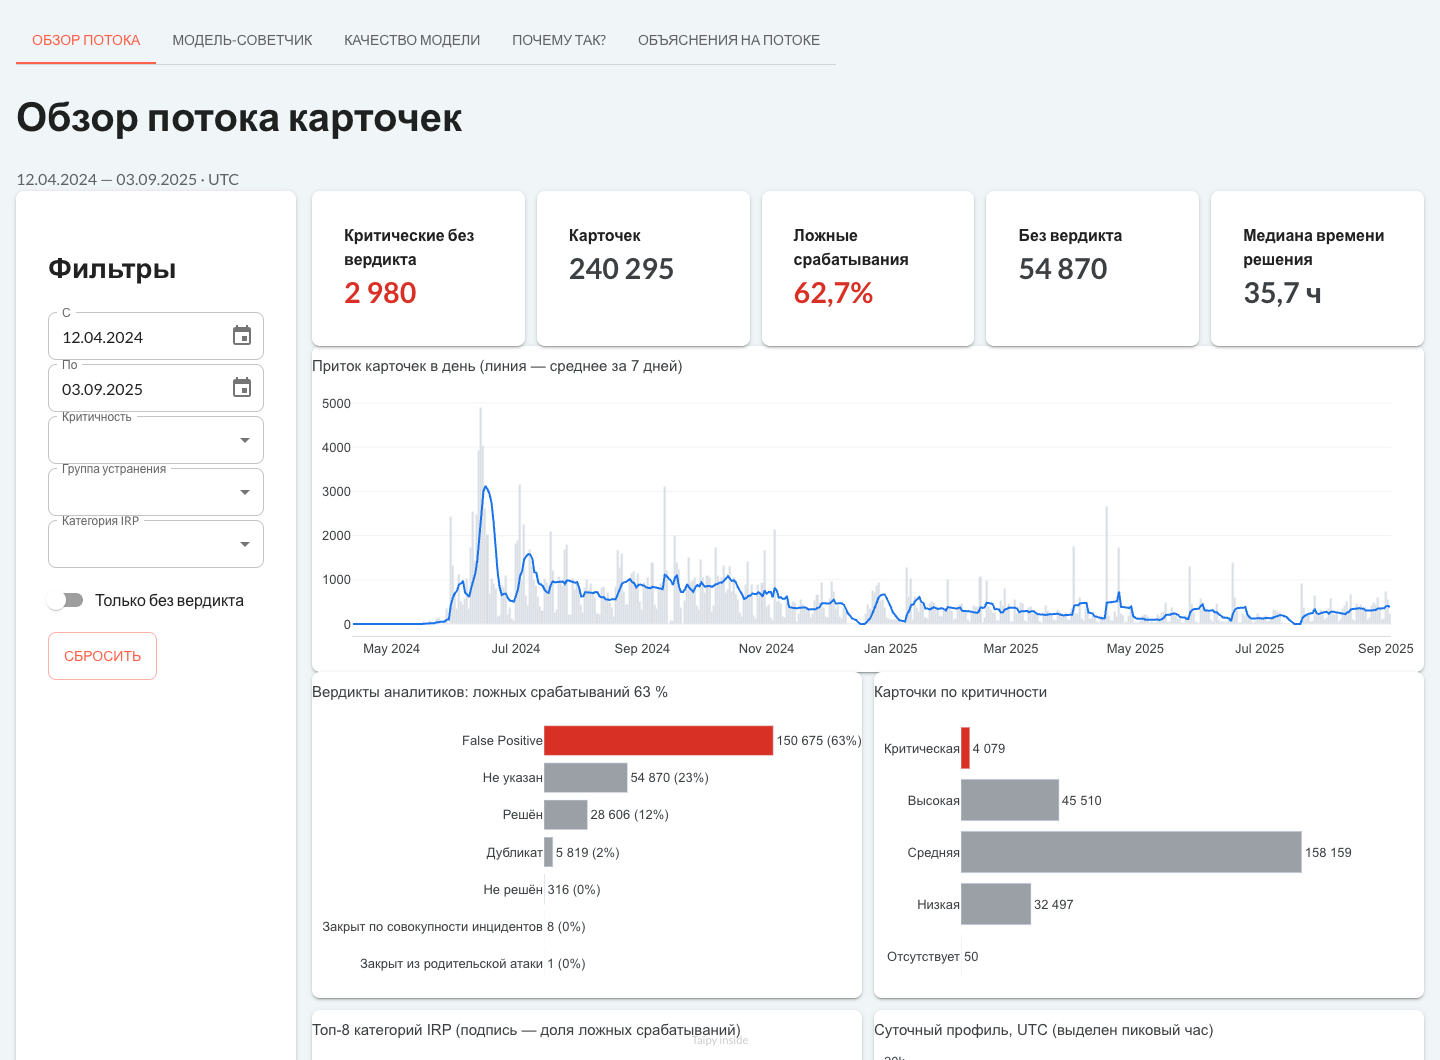 ОБЗОР ПОТОКА
МОДЕЛЬ-СОВЕТЧИК
КАЧЕСТВО МОДЕЛИ
ПОЧЕМУ ТАК?
ОБЪЯСНЕНИЯ НА ПОТОКЕ
Обзор потока карточек
12.04.2024 — 03.09.2025 · UTC
Фильтры
С
12.04.2024
По
03.09.2025
Критичность
Группа устранения
Категория IRP
Только без вердикта
СБРОСИТЬ
Критические без
вердикта
2 980
Карточек
240 295
Ложные
срабатывания
62,7%
Без вердикта
54 870
Медиана времени
решения
35,7 ч
Приток карточек в день (линия — среднее за 7 дней)
5000
4000
3000
2000
1000
0
May 2024
Jul 2024
Sep 2024
Nov 2024
Jan 2025
Mar 2025
May 2025
Jul 2025
Sep 2025
Вердикты аналитиков: ложных срабатываний 63 %
False Positive 150 675 (63%)
Не указан 54 870 (23%)
Решён 28 606 (12%)
Дубликат 5 819 (2%)
Не решён 316 (0%)
Закрыт по совокупности инцидентов 8 (0%)
Закрыт из родительской атаки 1 (0%)
Карточки по критичности
Критическая 4 079
Высокая 45 510
Средняя 158 159
Низкая 32 497
Отсутствует 50
Топ-8 категорий IRP (подпись — доля ложных срабатываний)
Taipy inside
Суточный профиль, UTC (выделен пиковый час)